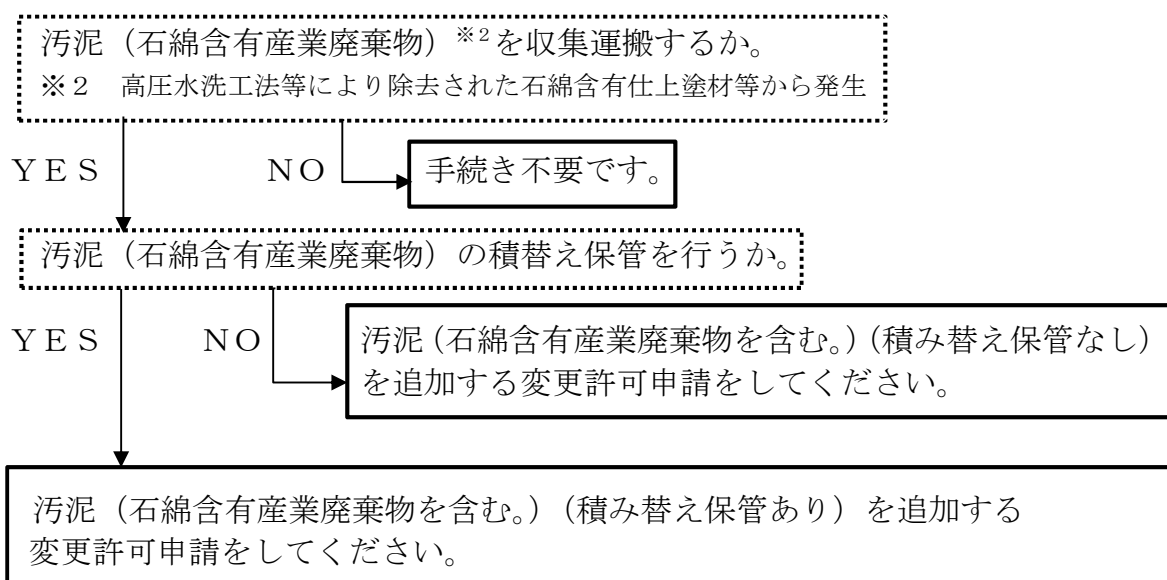 汚泥（石綿含有産業廃棄物）※2を収集運搬するか。
※２　高圧水洗工法等により除去された石綿含有仕上塗材等から発生
ＹＥＳ
ＮＯ
手続き不要です。
汚泥（石綿含有産業廃棄物）の積替え保管を行うか。
ＹＥＳ
ＮＯ
汚泥（石綿含有産業廃棄物を含む。）（積み替え保管なし）
を追加する変更許可申請をしてください。
汚泥（石綿含有産業廃棄物を含む。）（積み替え保管あり）を追加する
変更許可申請をしてください。